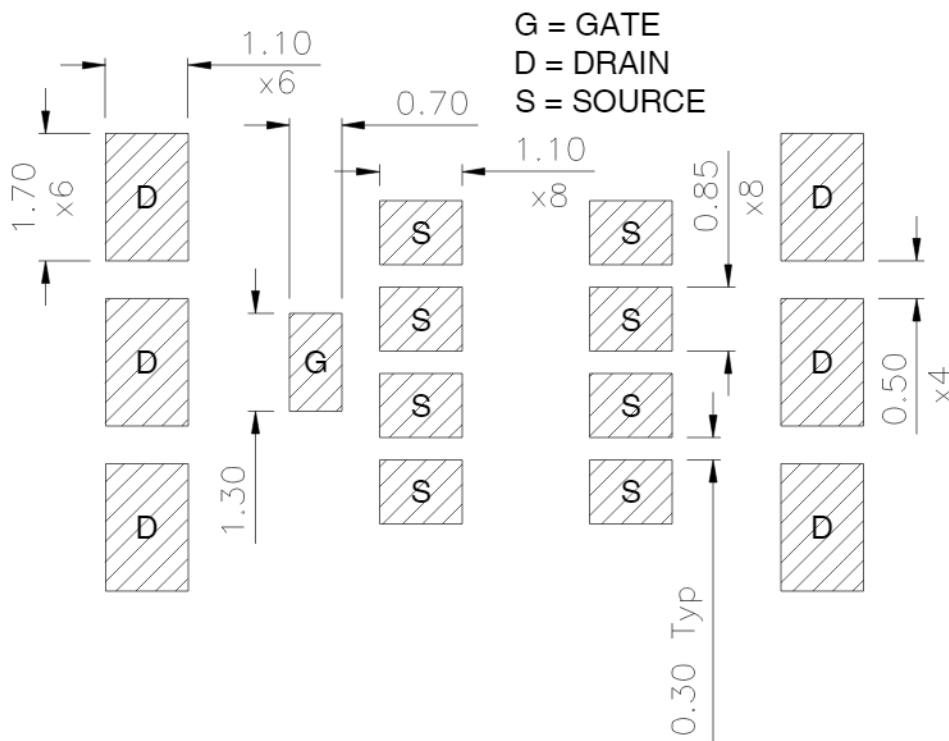 G = GATE
D = DRAIN
S = SOURCE
1.10
x6
0.70
1.10
x8
1.70
x6
0.85
x8
D
S
S
D
S
S
D
G
D
S
S
0.50
x4
1.30
S
S
D
D
0.30 Typ